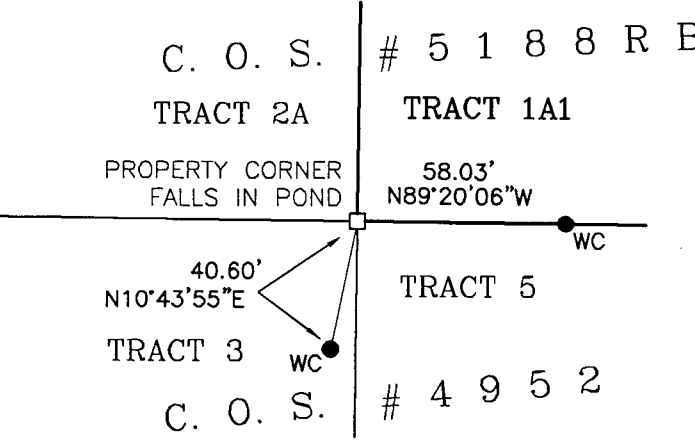 C. O. S. # 5 1 8 8 R B
TRACT 2A
TRACT 1A1
PROPERTY CORNER
FALLS IN POND
58.03'
N89°20'06"W
WC
40.60'
N10°43'55"E
TRACT 5
TRACT 3
WC
C. O. S. # 4 9 5 2